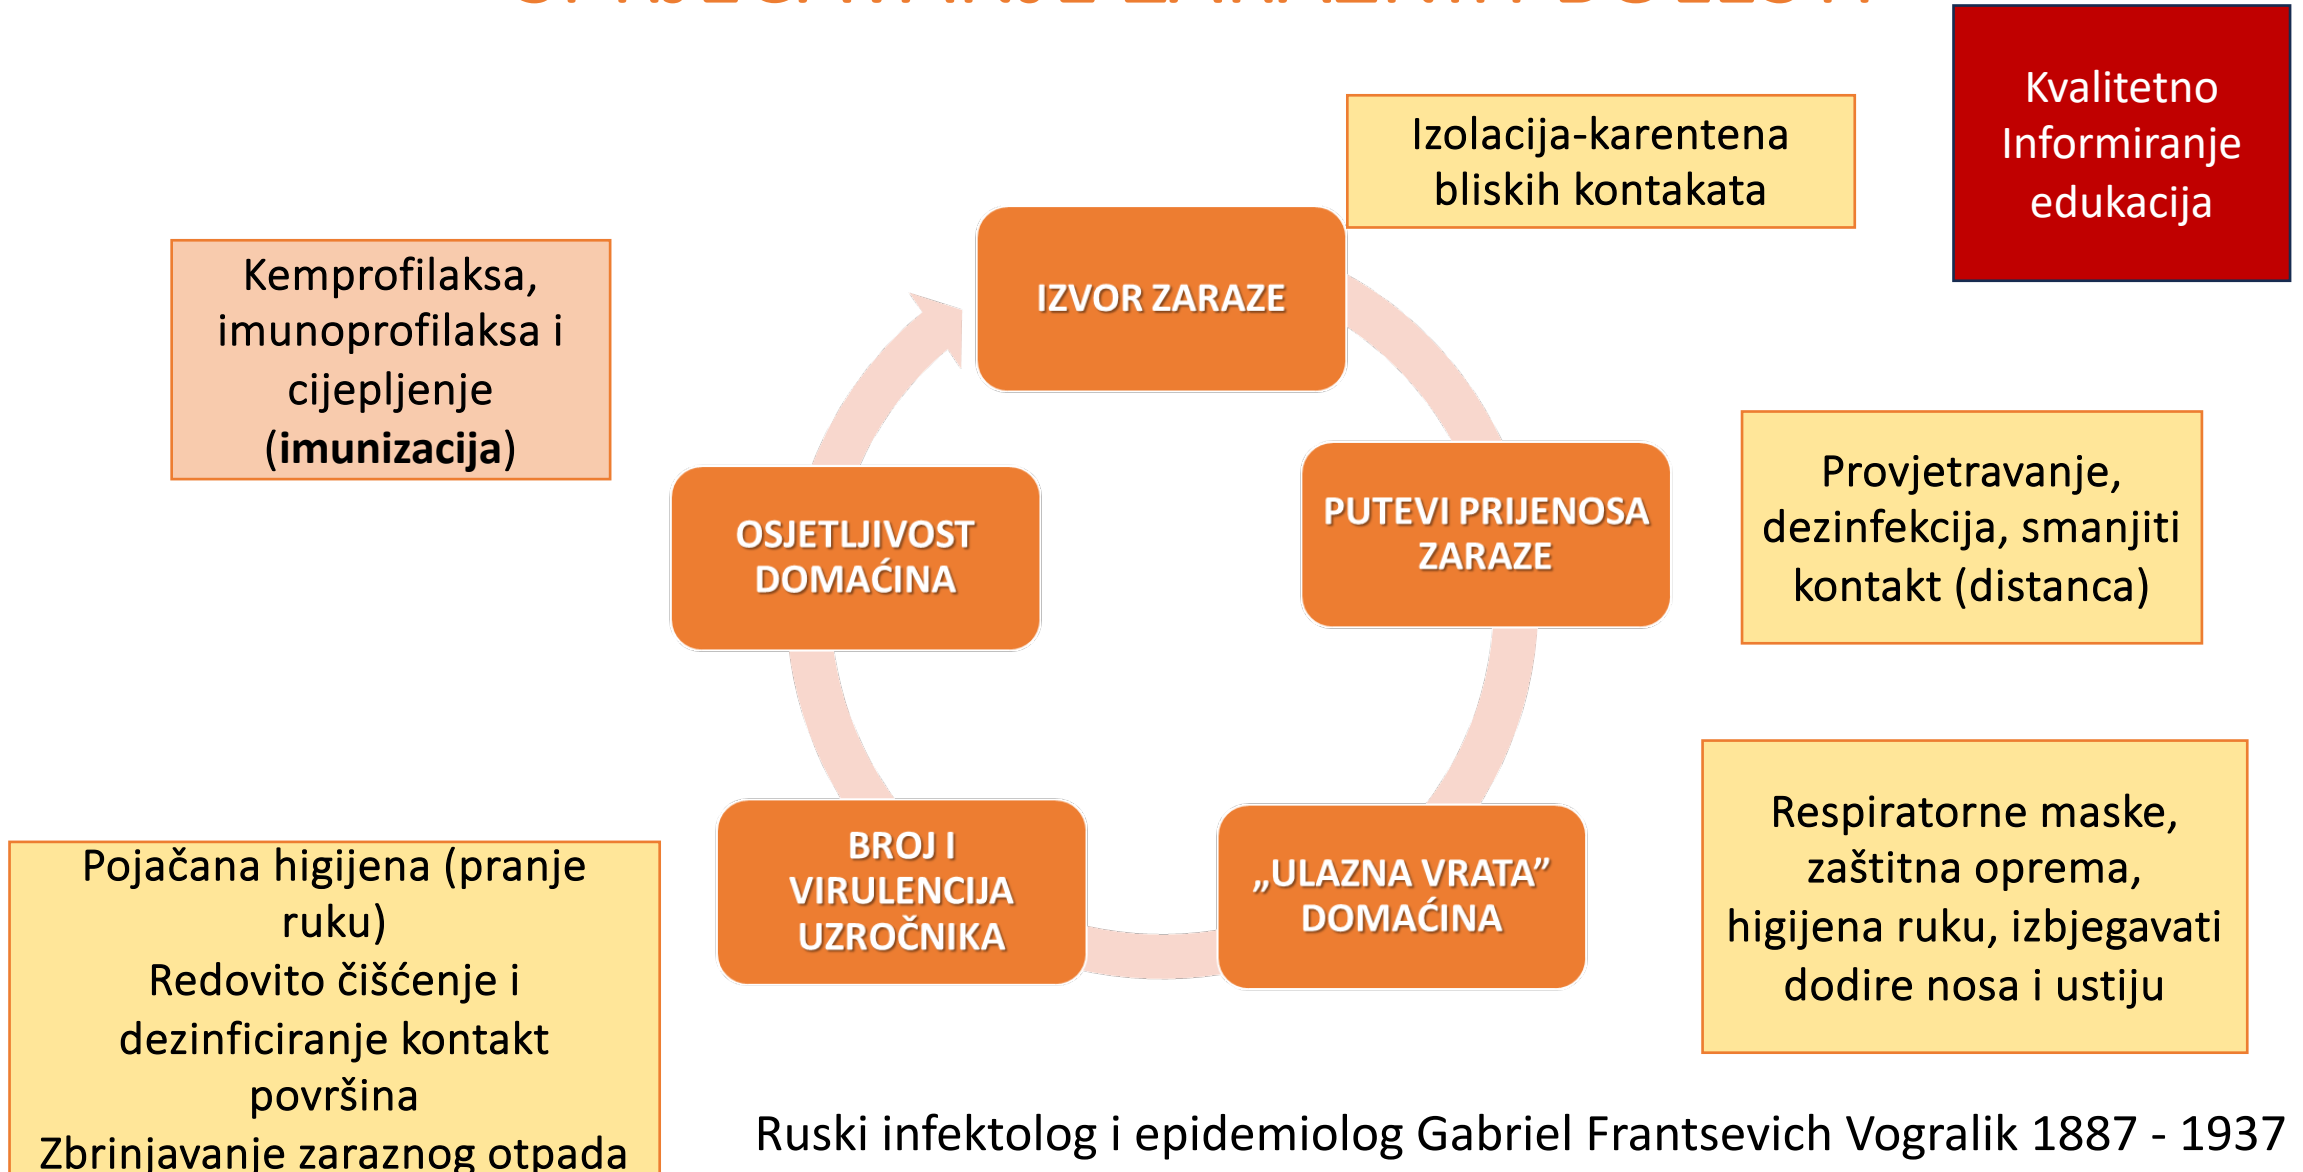 Kvalitetno
Informiranje
edukacija
Izolacija-karentena
bliskih kontakata
IZVOR ZARAZE
Kemprofilaksa,
imunoprofilaksa i
cijepljenje
(imunizacija)
PUTEVI PRIJENOSA
ZARAZE
Provjetravanje,
dezinfekcija, smanjiti
kontakt (distanca)
OSJETLJIVOST
DOMAĆINA
Respiratorne maske,
zaštitna oprema,
higijena ruku, izbjegavati
dodire nosa i ustiju
„ULAZNA VRATA”
DOMAĆINA
BROJ I
VIRULENCIJA
UZROČNIKA
Pojačana higijena (pranje
ruku)
Redovito čišćenje i
dezinficiranje kontakt
površina
Zbrinjavanje zaraznog otpada
Ruski infektolog i epidemiolog Gabriel Frantsevich Vogralik 1887 - 1937